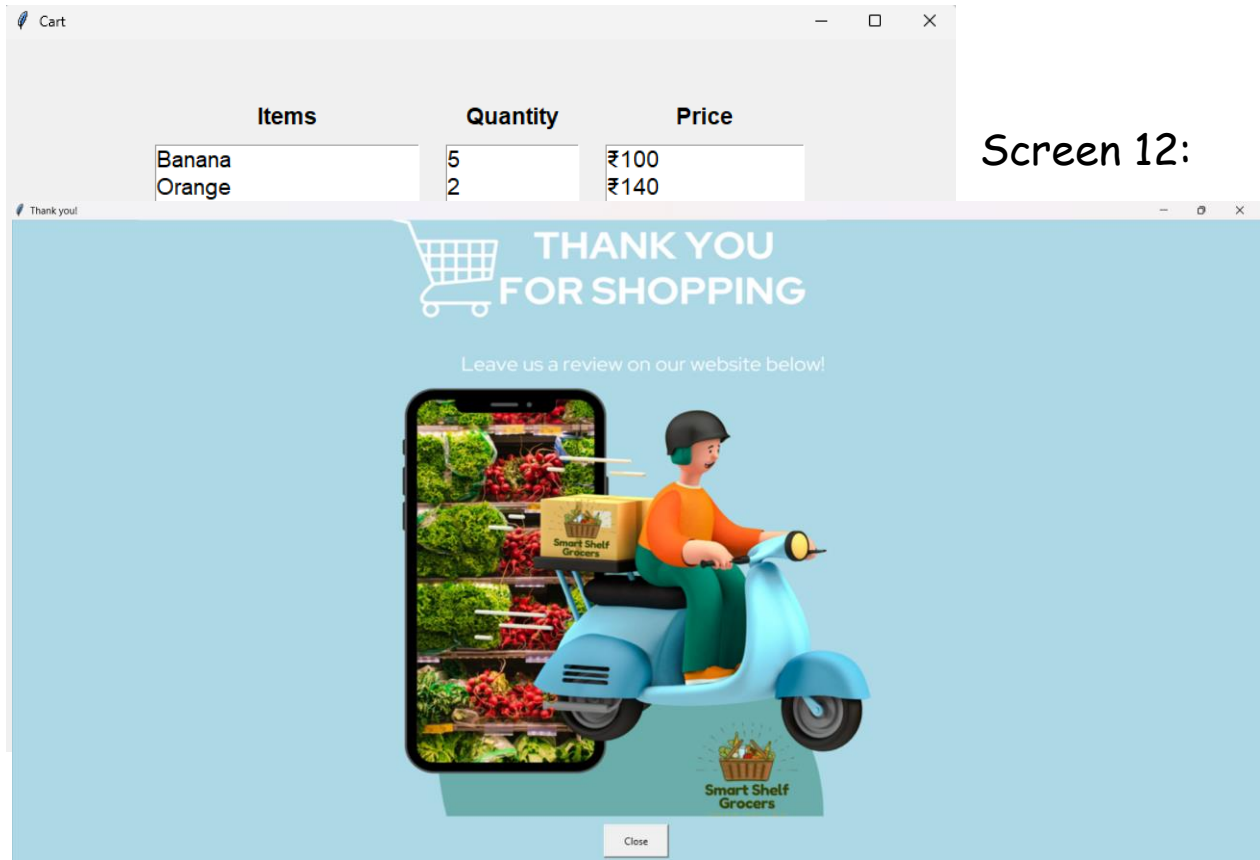 Cart
Items Quantity Price
Banana 5 ₹100
Orange 2 ₹140
Screen 12:
Thank you!
THANK YOU
FOR SHOPPING
Leave us a review on our website below!
Smart Shelf
Grocers
Smart Shelf
Grocers
Close